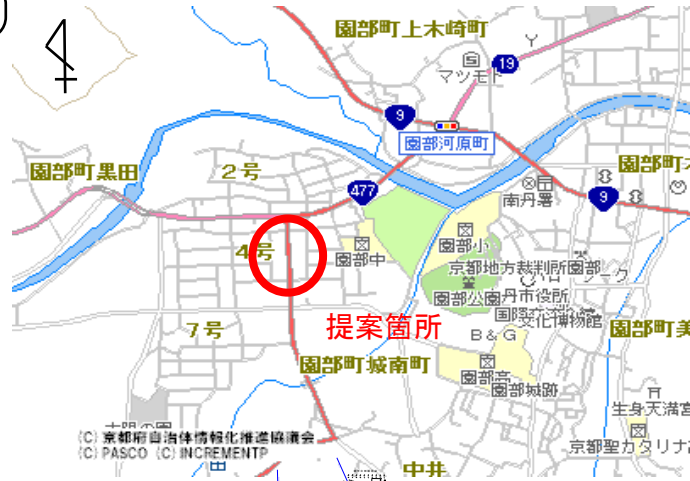 園部町上木崎町
マツモト
19
9
園部河原町
園部町黒田
2号
477
南丹署
園部町
9
4号
園部中
園部小
京都地方裁判所園部
園部公園
丹市役所
国際交流会館
文化博物館
提案箇所
7号
B&G
園部町美
園部町城南町
園部高
園部城跡
生身天満宮
(C) 京都府自治体情報化推進協議会
(C) PASCO (C) INCREMENTP
京都聖カタリナ高
中井